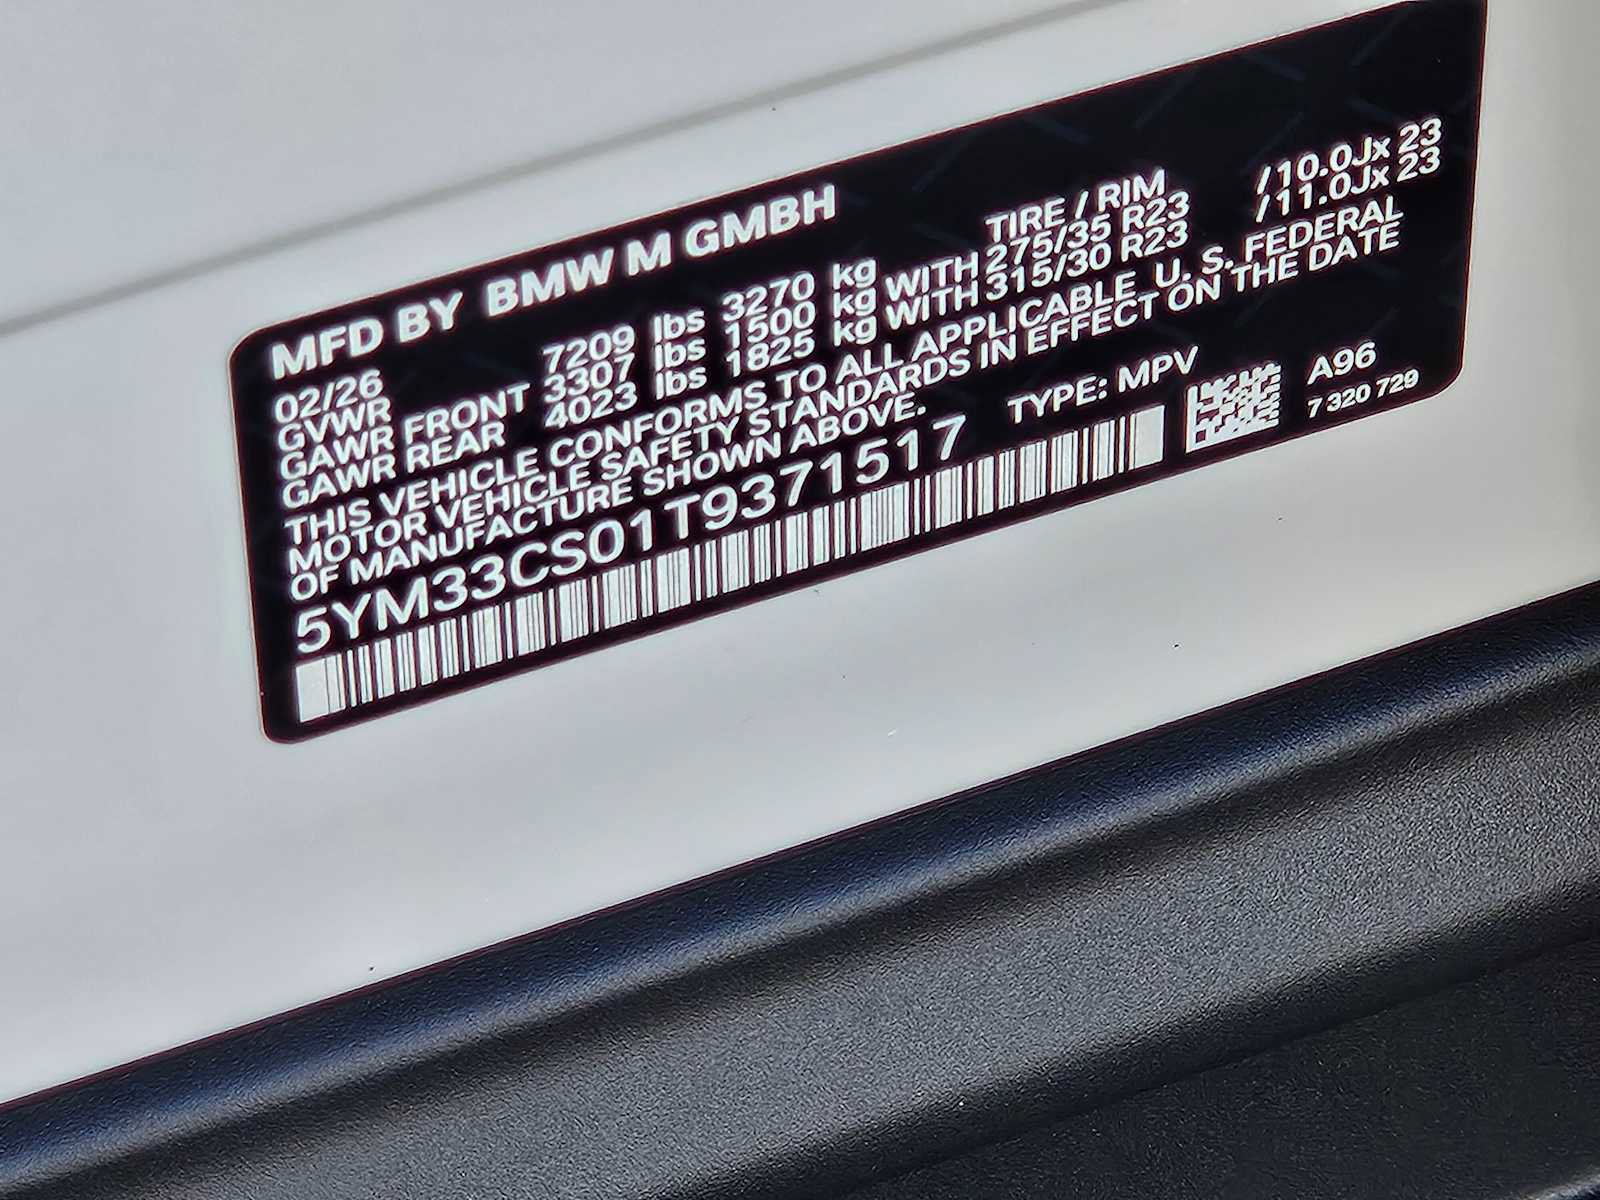 MFD BY BMW M GMBH
02/26 TIRE / RIM
GVWR 7209 lbs 3270 kg
GAWR FRONT 3307 lbs 1500 kg WITH 275/35 R23 /10.0Jx 23
GAWR REAR 4023 lbs 1825 kg WITH 315/30 R23 /11.0Jx 23
THIS VEHICLE CONFORMS TO ALL APPLICABLE U. S. FEDERAL
MOTOR VEHICLE SAFETY STANDARDS IN EFFECT ON THE DATE
OF MANUFACTURE SHOWN ABOVE.
5YM33CS01T9371517 TYPE: MPV A96
7 320 729